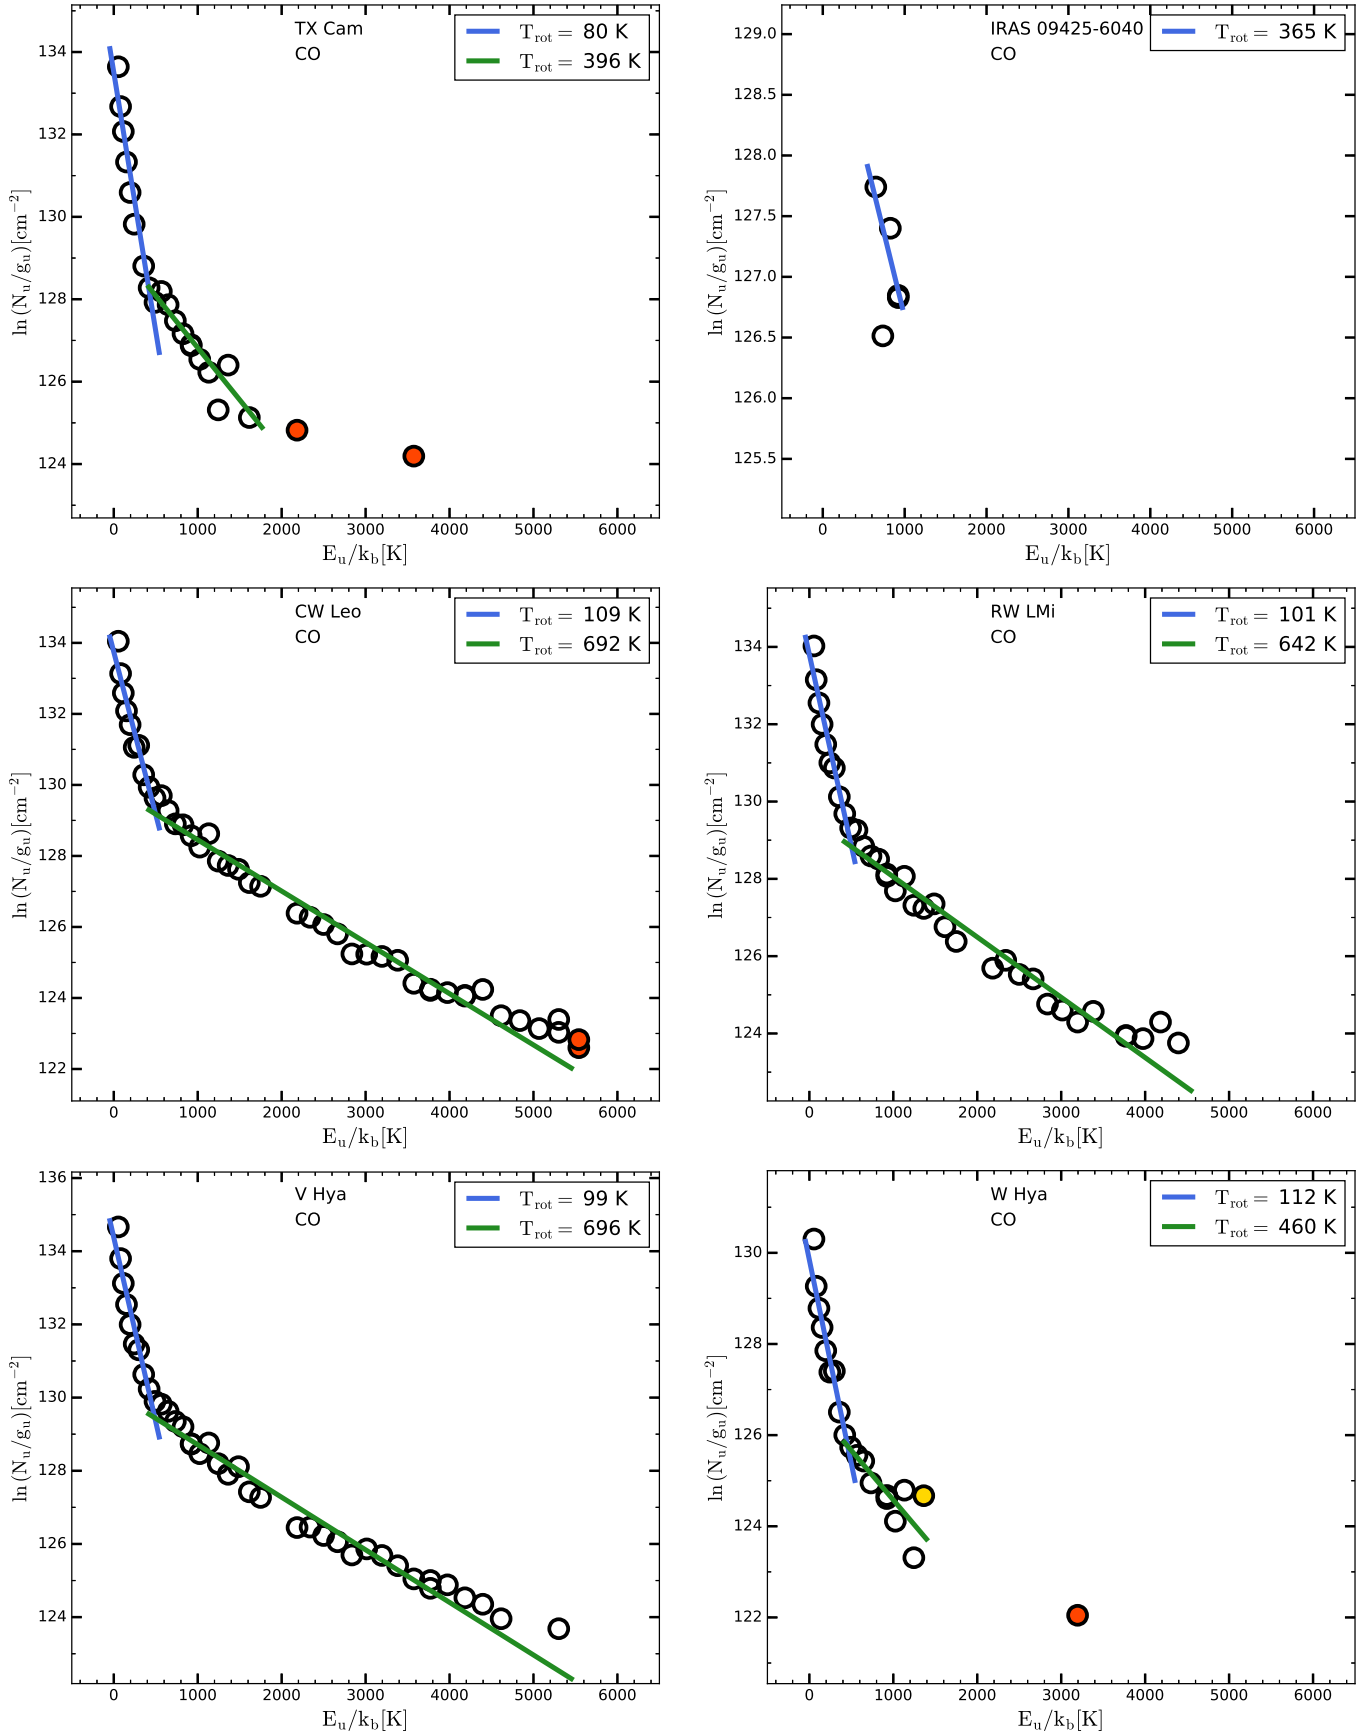 TX Cam
CO
T_rot = 80 K
T_rot = 396 K
134
132
130
128
126
124
ln (N_u/g_u)[cm^−2]
0 1000 2000 3000 4000 5000 6000
E_u/k_b[K]
IRAS 09425-6040
CO
T_rot = 365 K
129.0
128.5
128.0
127.5
127.0
126.5
126.0
125.5
ln (N_u/g_u)[cm^−2]
0 1000 2000 3000 4000 5000 6000
E_u/k_b[K]
CW Leo
CO
T_rot = 109 K
T_rot = 692 K
134
132
130
128
126
124
122
ln (N_u/g_u)[cm^−2]
0 1000 2000 3000 4000 5000 6000
E_u/k_b[K]
RW LMi
CO
T_rot = 101 K
T_rot = 642 K
134
132
130
128
126
124
ln (N_u/g_u)[cm^−2]
0 1000 2000 3000 4000 5000 6000
E_u/k_b[K]
V Hya
CO
T_rot = 99 K
T_rot = 696 K
136
134
132
130
128
126
124
ln (N_u/g_u)[cm^−2]
0 1000 2000 3000 4000 5000 6000
E_u/k_b[K]
W Hya
CO
T_rot = 112 K
T_rot = 460 K
130
128
126
124
122
ln (N_u/g_u)[cm^−2]
0 1000 2000 3000 4000 5000 6000
E_u/k_b[K]